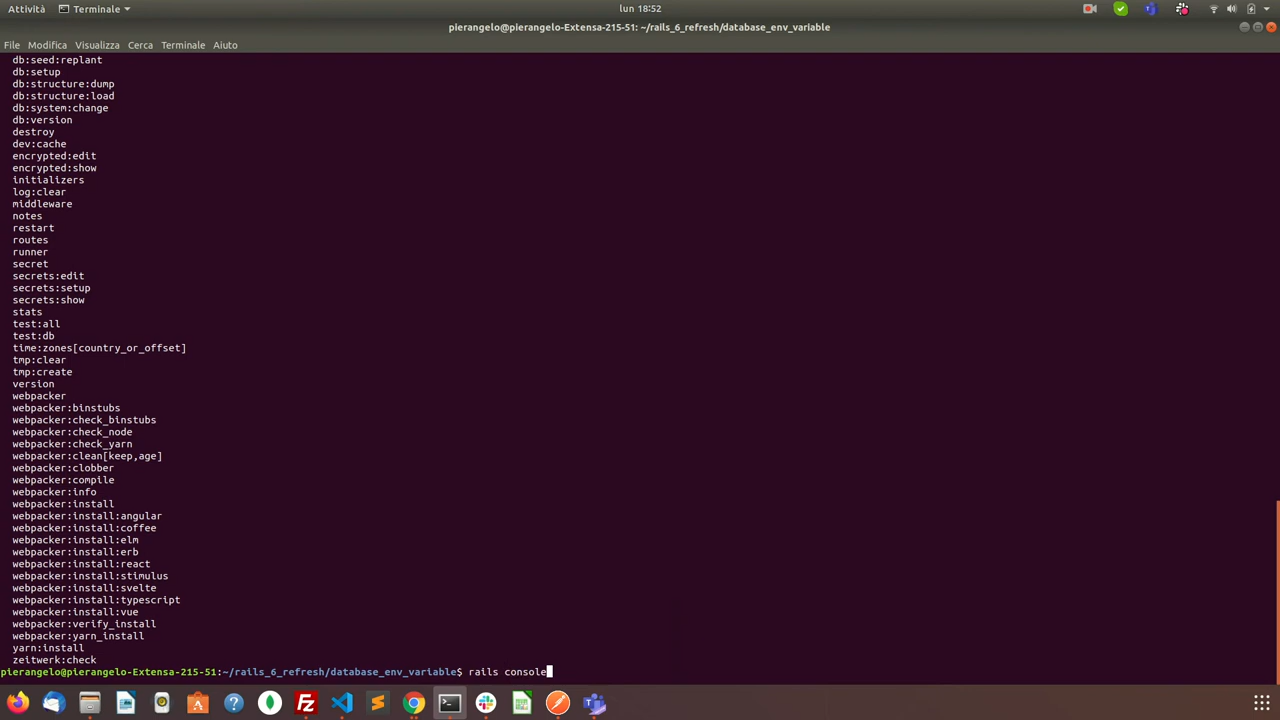 Attività
Terminale
lun 18:52
pierangelo@pierangelo-Extensa-215-51: ~/rails_6_refresh/database_env_variable
File Modifica Visualizza Cerca Terminale Aiuto
db:seed:replant
db:setup
db:structure:dump
db:structure:load
db:system:change
db:version
destroy
dev:cache
encrypted:edit
encrypted:show
initializers
log:clear
middleware
notes
restart
routes
runner
secret
secrets:edit
secrets:setup
secrets:show
stats
test:all
test:db
time:zones[country_or_offset]
tmp:clear
tmp:create
version
webpacker
webpacker:binstubs
webpacker:check_binstubs
webpacker:check_node
webpacker:check_yarn
webpacker:clean[keep,age]
webpacker:clobber
webpacker:compile
webpacker:info
webpacker:install
webpacker:install:angular
webpacker:install:coffee
webpacker:install:elm
webpacker:install:erb
webpacker:install:react
webpacker:install:stimulus
webpacker:install:svelte
webpacker:install:typescript
webpacker:install:vue
webpacker:verify_install
webpacker:yarn_install
yarn:install
zeitwerk:check
pierangelo@pierangelo-Extensa-215-51:~/rails_6_refresh/database_env_variable$ rails console